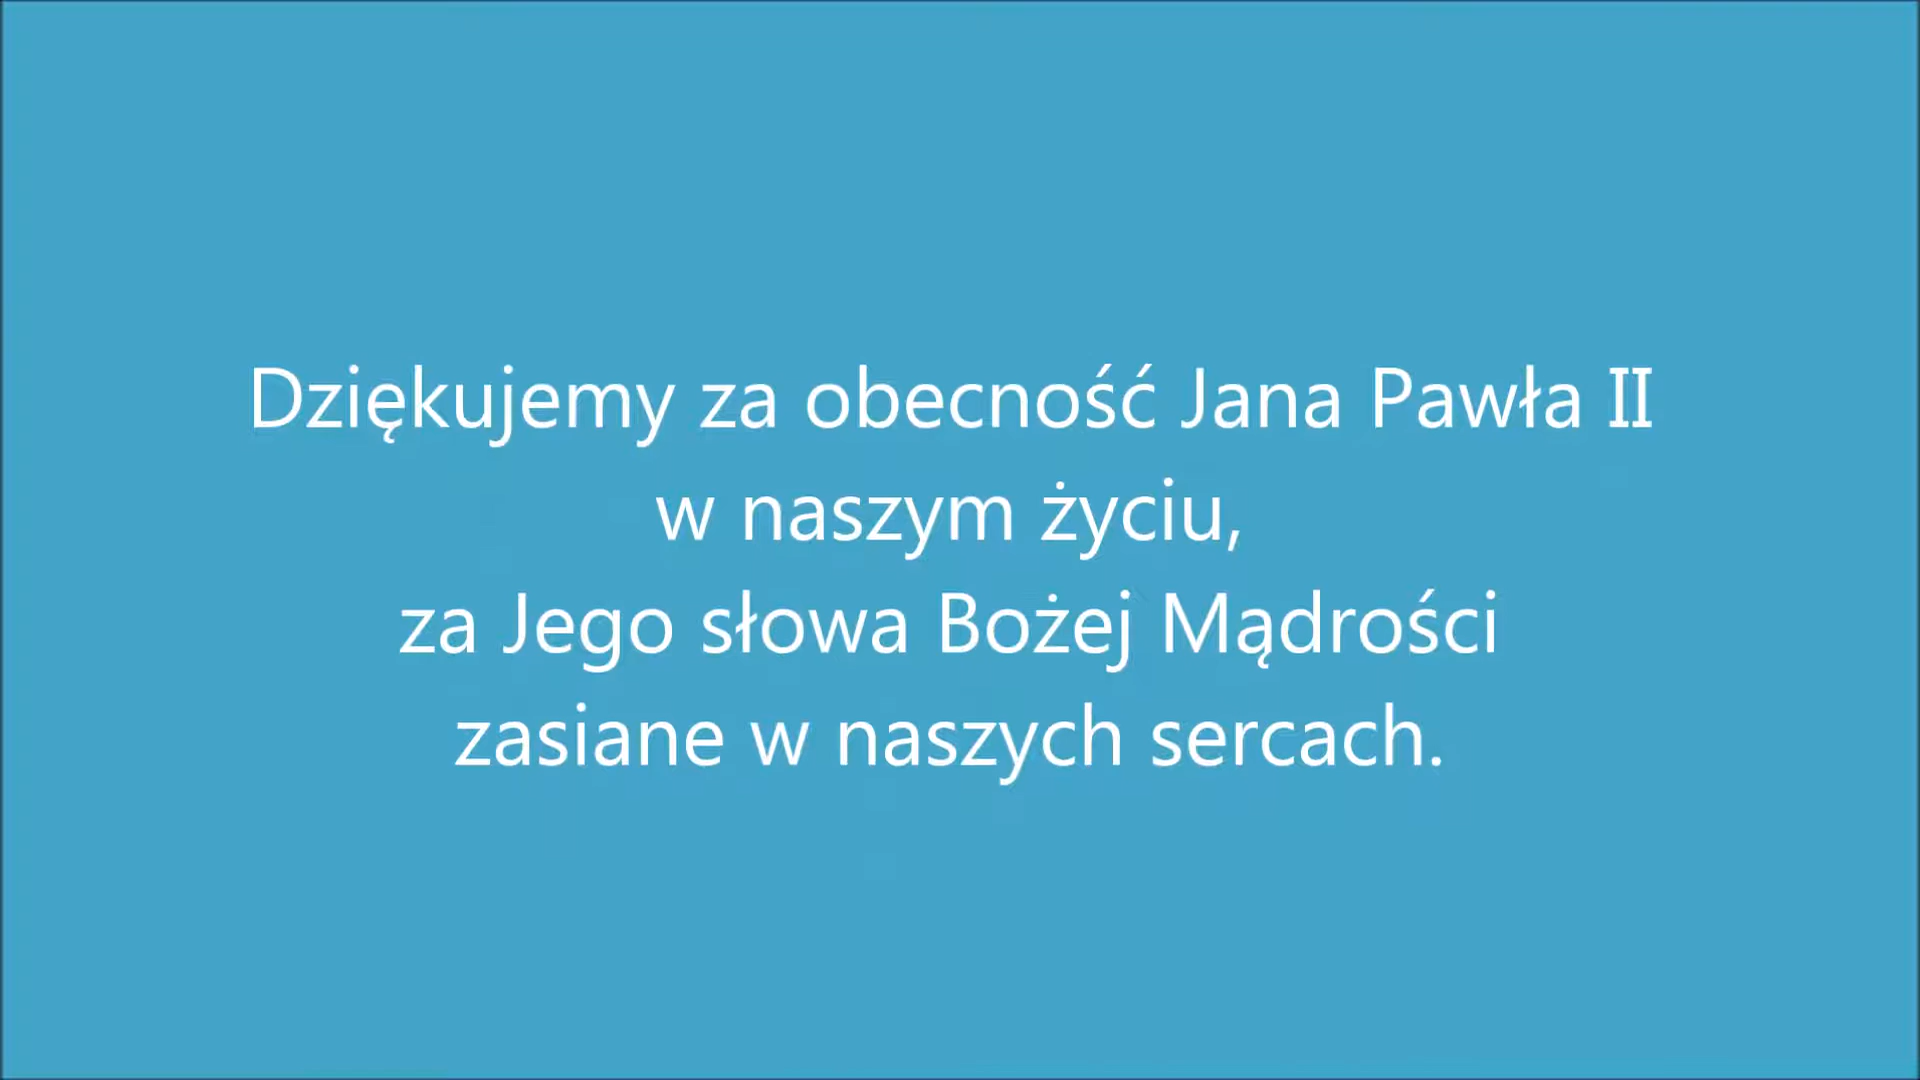 Dziękujemy za obecność Jana Pawła II
w naszym życiu,
za Jego słowa Bożej Mądrości
zasiane w naszych sercach.